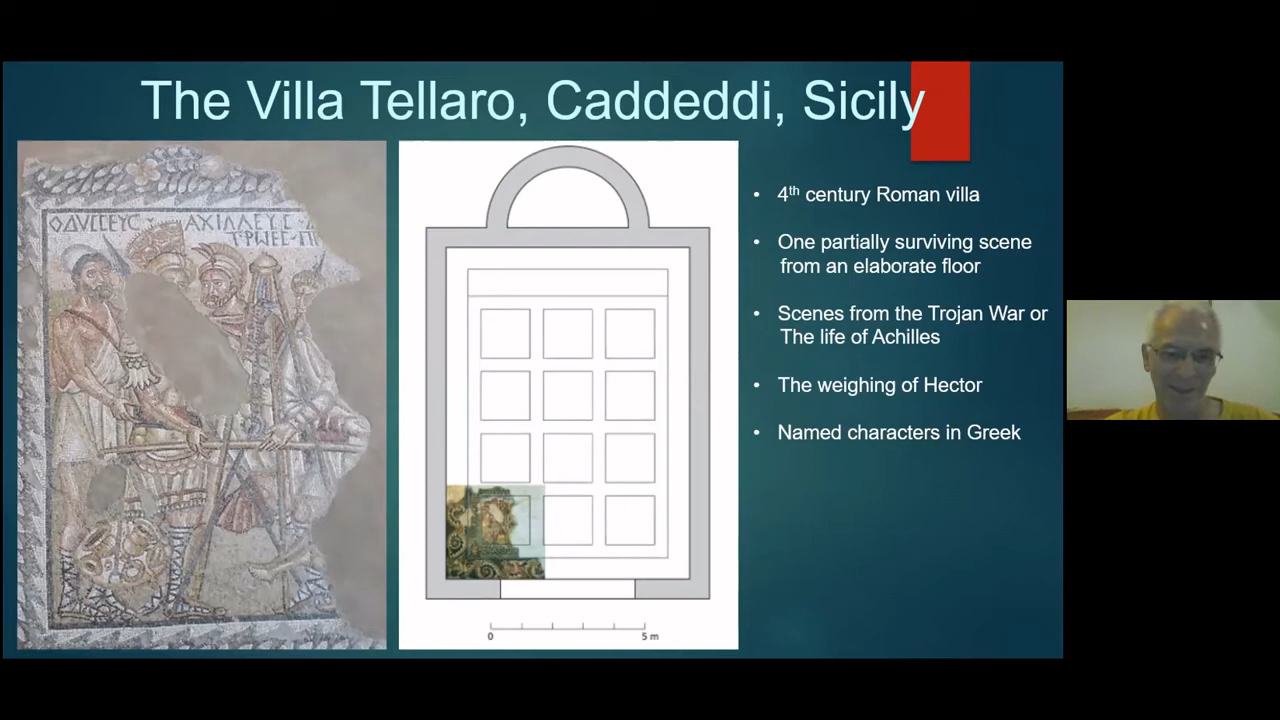 The Villa Tellaro, Caddeddi, Sicily
ΟΔΥϹϹΕΥϹ ΑΧΙΛΛΕΥϹ
ΤΡΩΕϹ
• 4th century Roman villa
• One partially surviving scene
from an elaborate floor
• Scenes from the Trojan War or
The life of Achilles
• The weighing of Hector
• Named characters in Greek
0 5 m